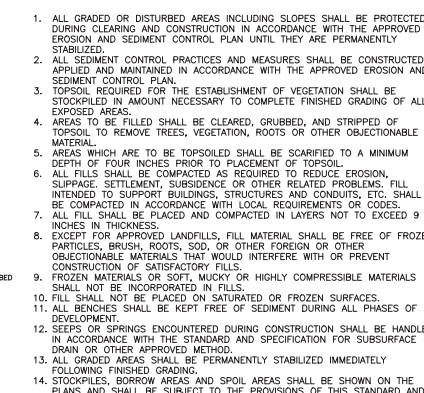 1. ALL GRADED OR DISTURBED AREAS INCLUDING SLOPES SHALL BE PROTECTED
DURING CLEARING AND CONSTRUCTION IN ACCORDANCE WITH THE APPROVED
EROSION AND SEDIMENT CONTROL PLAN UNTIL THEY ARE PERMANENTLY
STABILIZED.
2. ALL SEDIMENT CONTROL PRACTICES AND MEASURES SHALL BE CONSTRUCTED
APPLIED AND MAINTAINED IN ACCORDANCE WITH THE APPROVED EROSION AND
SEDIMENT CONTROL PLAN.
3. TOPSOIL REQUIRED FOR THE ESTABLISHMENT OF VEGETATION SHALL BE
STOCKPILED IN AMOUNT NECESSARY TO COMPLETE FINISHED GRADING OF ALL
EXPOSED AREAS.
4. AREAS TO BE FILLED SHALL BE CLEARED, GRUBBED, AND STRIPPED OF
TOPSOIL TO REMOVE TREES, VEGETATION, ROOTS OR OTHER OBJECTIONABLE
MATERIAL.
5. AREAS WHICH ARE TO BE TOPSOILED SHALL BE SCARIFIED TO A MINIMUM
DEPTH OF FOUR INCHES PRIOR TO PLACEMENT OF TOPSOIL.
6. ALL FILLS SHALL BE COMPACTED AS REQUIRED TO REDUCE EROSION,
SLIPPAGE. SETTLEMENT, SUBSIDENCE OR OTHER RELATED PROBLEMS. FILL
INTENDED TO SUPPORT BUILDINGS, STRUCTURES AND CONDUITS, ETC. SHALL
BE COMPACTED IN ACCORDANCE WITH LOCAL REQUIREMENTS OR CODES.
7. ALL FILL SHALL BE PLACED AND COMPACTED IN LAYERS NOT TO EXCEED 9
INCHES IN THICKNESS.
8. EXCEPT FOR APPROVED LANDFILLS, FILL MATERIAL SHALL BE FREE OF FROZE
PARTICLES, BRUSH, ROOTS, SOD, OR OTHER FOREIGN OR OTHER
OBJECTIONABLE MATERIALS THAT WOULD INTERFERE WITH OR PREVENT
CONSTRUCTION OF SATISFACTORY FILLS.
BED 9. FROZEN MATERIALS OR SOFT, MUCKY OR HIGHLY COMPRESSIBLE MATERIALS
SHALL NOT BE INCORPORATED IN FILLS.
10. FILL SHALL NOT BE PLACED ON SATURATED OR FROZEN SURFACES.
11. ALL BENCHES SHALL BE KEPT FREE OF SEDIMENT DURING ALL PHASES OF
DEVELOPMENT.
12. SEEPS OR SPRINGS ENCOUNTERED DURING CONSTRUCTION SHALL BE HANDLE
IN ACCORDANCE WITH THE STANDARD AND SPECIFICATION FOR SUBSURFACE
DRAIN OR OTHER APPROVED METHOD.
13. ALL GRADED AREAS SHALL BE PERMANENTLY STABILIZED IMMEDIATELY
FOLLOWING FINISHED GRADING.
14. STOCKPILES, BORROW AREAS AND SPOIL AREAS SHALL BE SHOWN ON THE
PLANS AND SHALL BE SUBJECT TO THE PROVISIONS OF THIS STANDARD AND